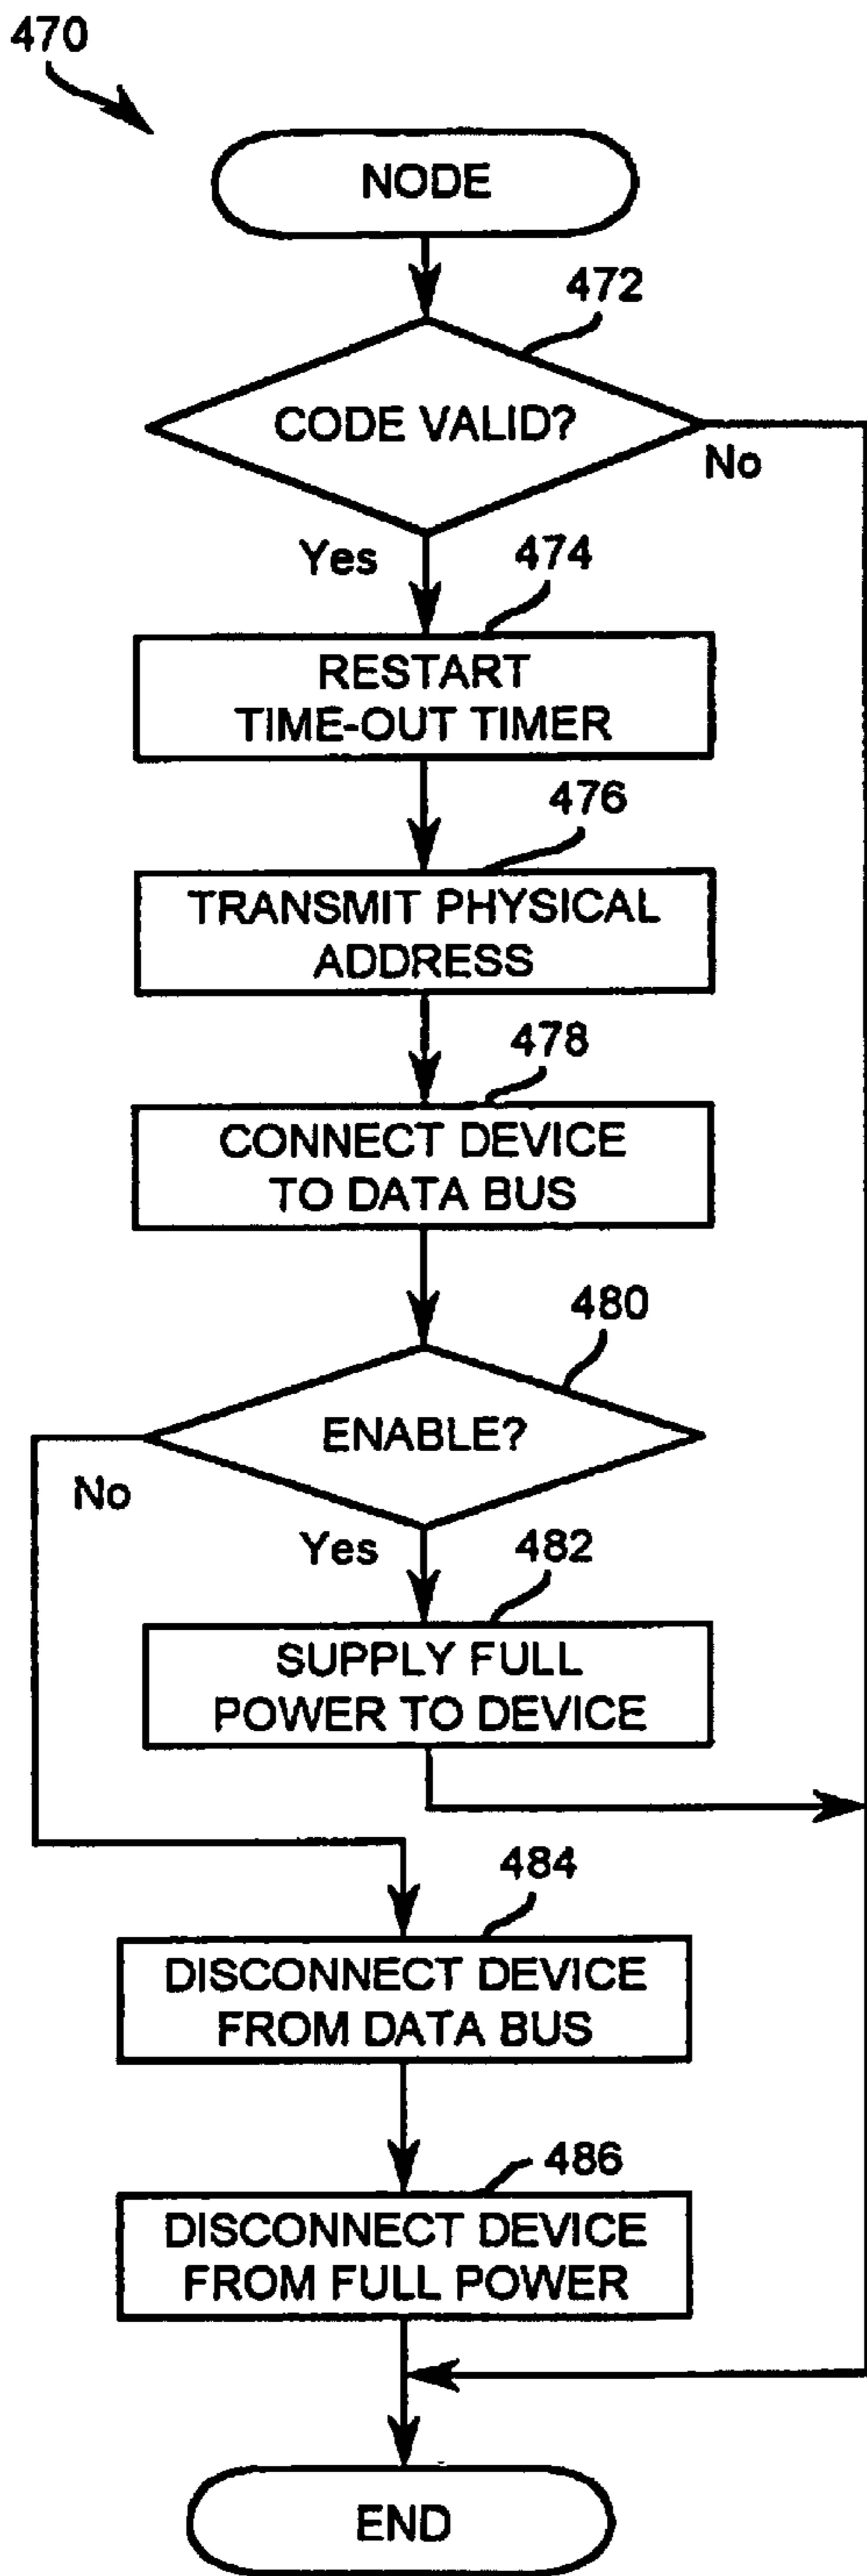 470
NODE
472
CODE VALID?
No
Yes
474
RESTART
TIME-OUT TIMER
476
TRANSMIT PHYSICAL
ADDRESS
478
CONNECT DEVICE
TO DATA BUS
480
ENABLE?
No
Yes
482
SUPPLY FULL
POWER TO DEVICE
484
DISCONNECT DEVICE
FROM DATA BUS
486
DISCONNECT DEVICE
FROM FULL POWER
END